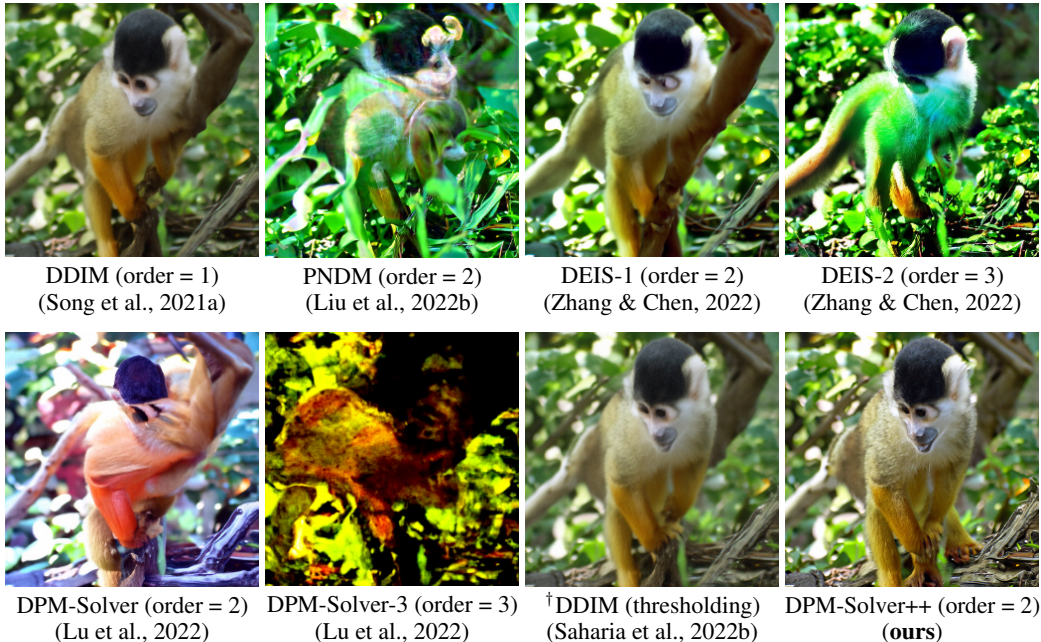 DDIM (order = 1)
(Song et al., 2021a)
PNDM (order = 2)
(Liu et al., 2022b)
DEIS-1 (order = 2)
(Zhang & Chen, 2022)
DEIS-2 (order = 3)
(Zhang & Chen, 2022)
DPM-Solver (order = 2)
(Lu et al., 2022)
DPM-Solver-3 (order = 3)
(Lu et al., 2022)
†DDIM (thresholding)
(Saharia et al., 2022b)
DPM-Solver++ (order = 2)
(ours)